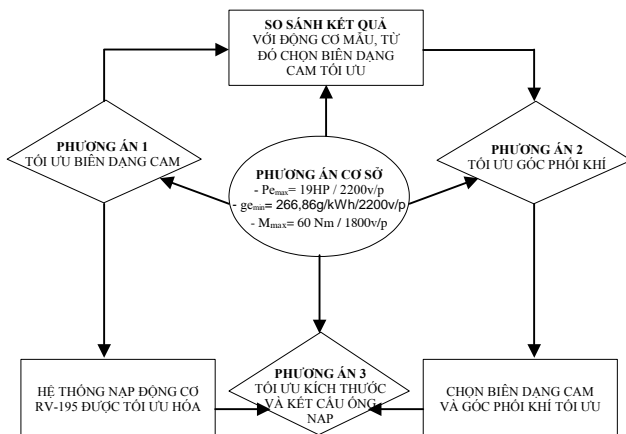 SO SÁNH KẾT QUẢ
VỚI ĐỘNG CƠ MẪU, TỪ
ĐÓ CHỌN BIÊN DẠNG
CAM TỐI ƯU
PHƯƠNG ÁN 1
TỐI ƯU BIÊN DẠNG CAM
PHƯƠNG ÁN CƠ SỞ
- Pemax= 19HP / 2200v/p
- gemin= 266,86g/kWh/2200v/p
- Mmax= 60 Nm / 1800v/p
PHƯƠNG ÁN 2
TỐI ƯU GÓC PHỐI KHÍ
HỆ THỐNG NẠP ĐỘNG CƠ
RV-195 ĐƯỢC TỐI ƯU HÓA
PHƯƠNG ÁN 3
TỐI ƯU KÍCH THƯỚC
VÀ KẾT CẤU ỐNG
NẠP
CHỌN BIÊN DẠNG CAM
VÀ GÓC PHỐI KHÍ TỐI ƯU